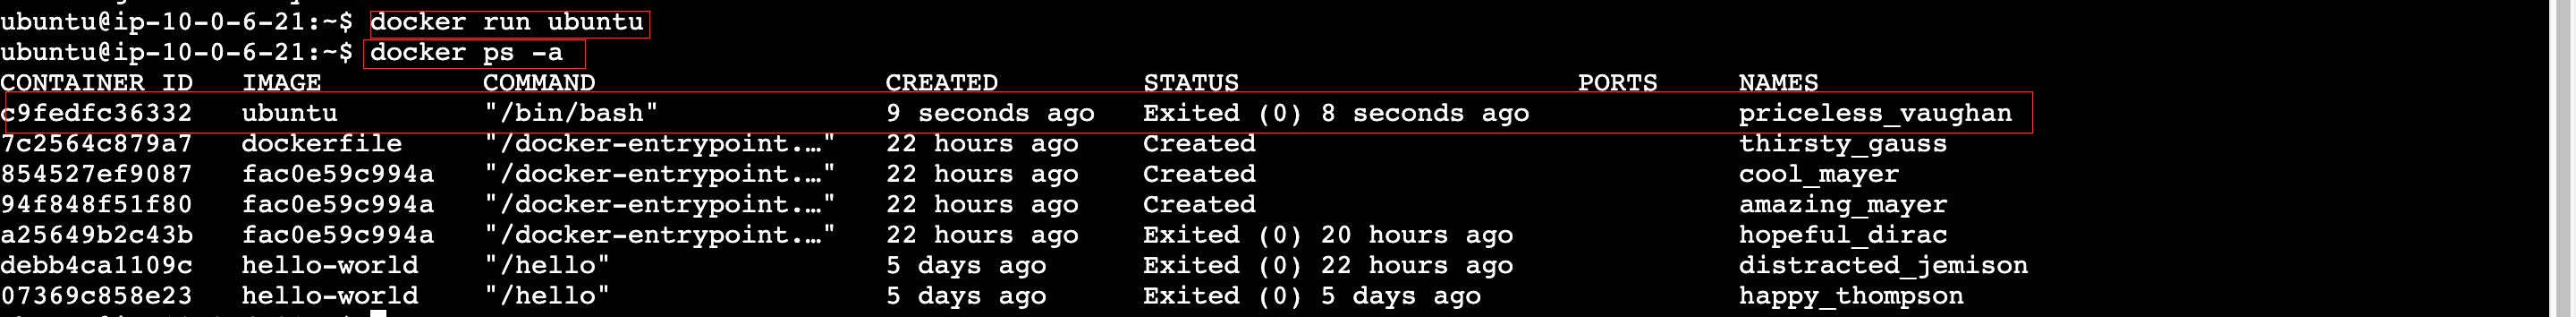 ubuntu@ip-10-0-6-21:~$ docker run ubuntu
ubuntu@ip-10-0-6-21:~$ docker ps -a
CONTAINER ID   IMAGE          COMMAND                  CREATED         STATUS                     PORTS     NAMES
c9fedfc36332   ubuntu         "/bin/bash"              9 seconds ago   Exited (0) 8 seconds ago             priceless_vaughan
7c2564c879a7   dockerfile     "/docker-entrypoint.…"   22 hours ago    Created                              thirsty_gauss
854527ef9087   fac0e59c994a   "/docker-entrypoint.…"   22 hours ago    Created                              cool_mayer
94f848f51f80   fac0e59c994a   "/docker-entrypoint.…"   22 hours ago    Created                              amazing_mayer
a25649b2c43b   fac0e59c994a   "/docker-entrypoint.…"   22 hours ago    Exited (0) 20 hours ago              hopeful_dirac
debb4ca1109c   hello-world    "/hello"                 5 days ago      Exited (0) 22 hours ago              distracted_jemison
07369c858e23   hello-world    "/hello"                 5 days ago      Exited (0) 5 days ago                happy_thompson